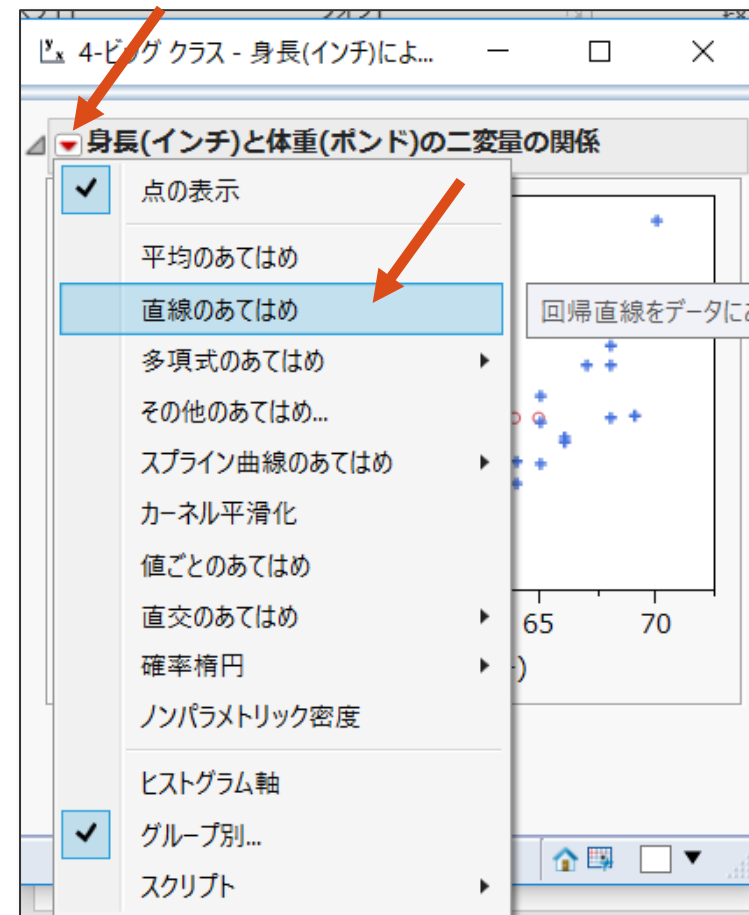 4-ビッグ クラス - 身長(インチ)によ...
身長(インチ)と体重(ポンド)の二変量の関係
点の表示
平均のあてはめ
直線のあてはめ
回帰直線をデータに
多項式のあてはめ
その他のあてはめ...
スプライン曲線のあてはめ
カーネル平滑化
値ごとのあてはめ
直交のあてはめ
65
70
確率楕円
)
ノンパラメトリック密度
ヒストグラム軸
グループ別...
スクリプト